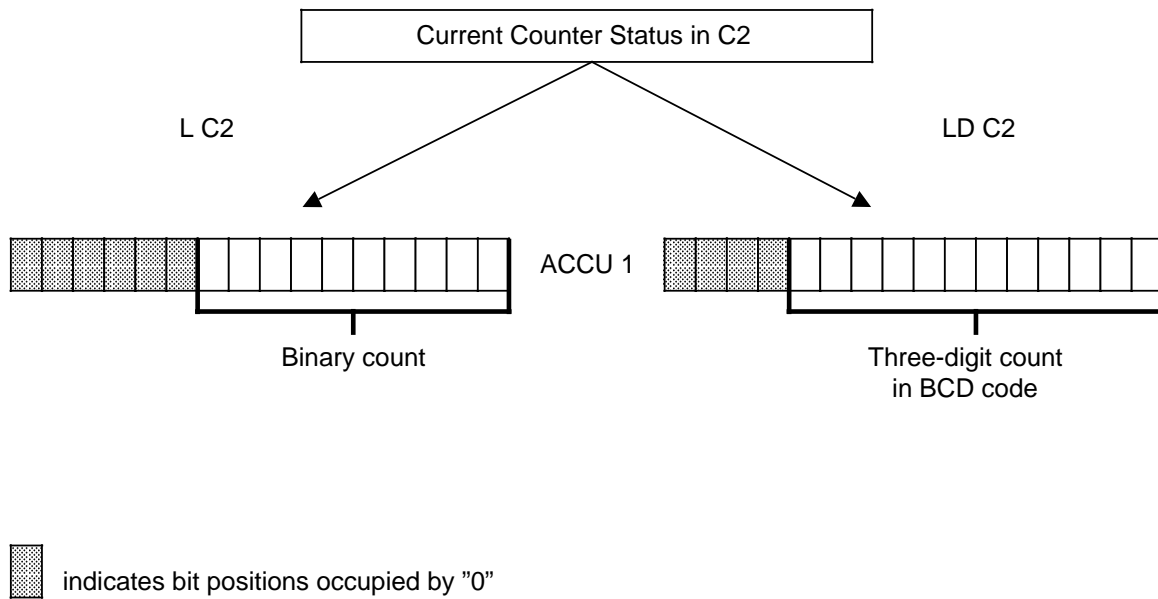 Current Counter Status in C2
L C2
LD C2
ACCU 1
Binary count
Three-digit count
in BCD code
indicates bit positions occupied by ”0”